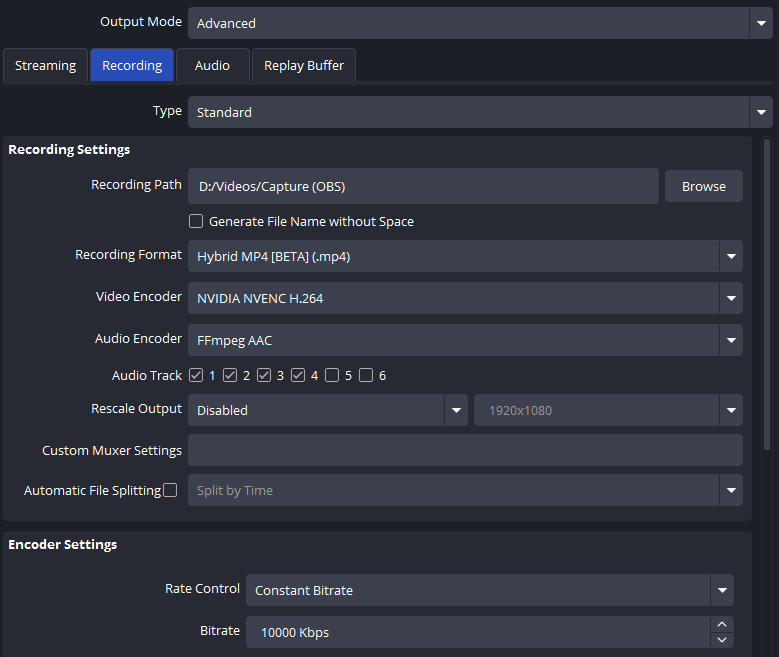 Output Mode Advanced
Streaming Recording Audio Replay Buffer
Type Standard
Recording Settings
Recording Path D:/Videos/Capture (OBS) Browse
Generate File Name without Space
Recording Format Hybrid MP4 [BETA] (.mp4)
Video Encoder NVIDIA NVENC H.264
Audio Encoder FFmpeg AAC
Audio Track 1 2 3 4 5 6
Rescale Output Disabled 1920x1080
Custom Muxer Settings
Automatic File Splitting Split by Time
Encoder Settings
Rate Control Constant Bitrate
Bitrate 10000 Kbps